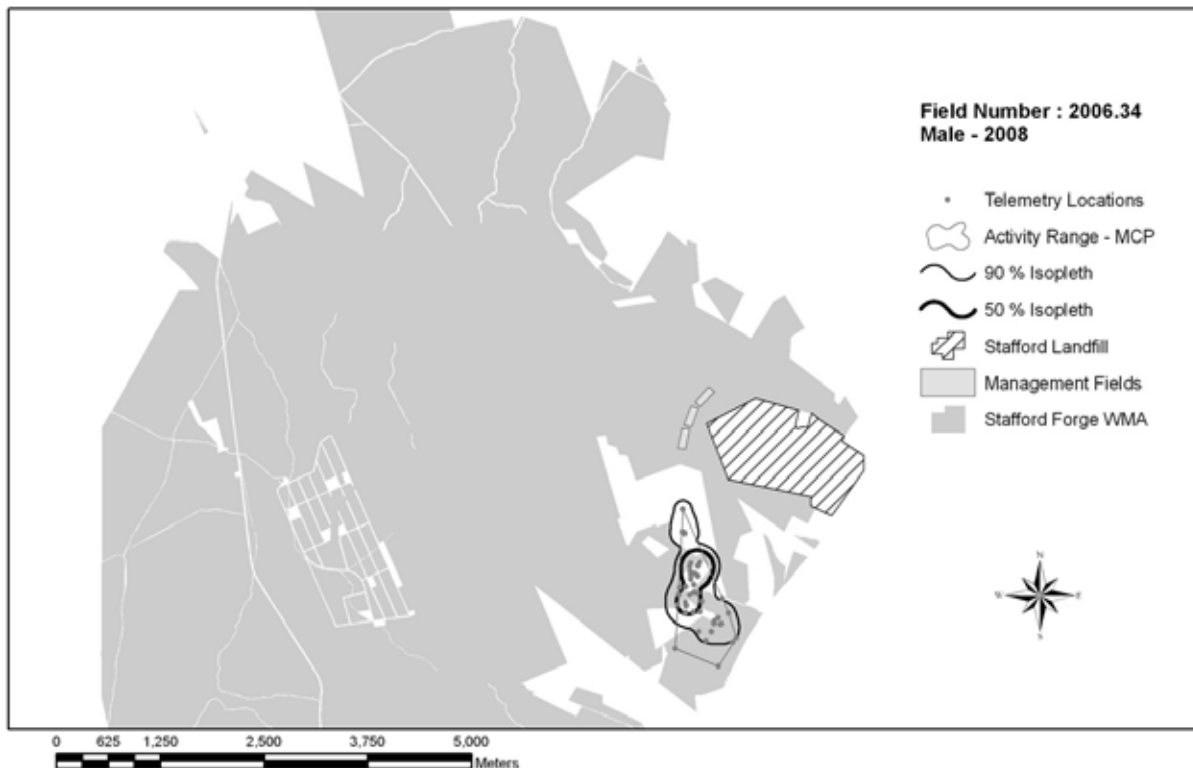 Field Number : 2006.34
Male - 2008
Telemetry Locations
Activity Range - MCP
90 % Isopleth
50 % Isopleth
Stafford Landfill
Management Fields
Stafford Forge WMA
N
W E
S
0 625 1,250 2,500 3,750 5,000
Meters